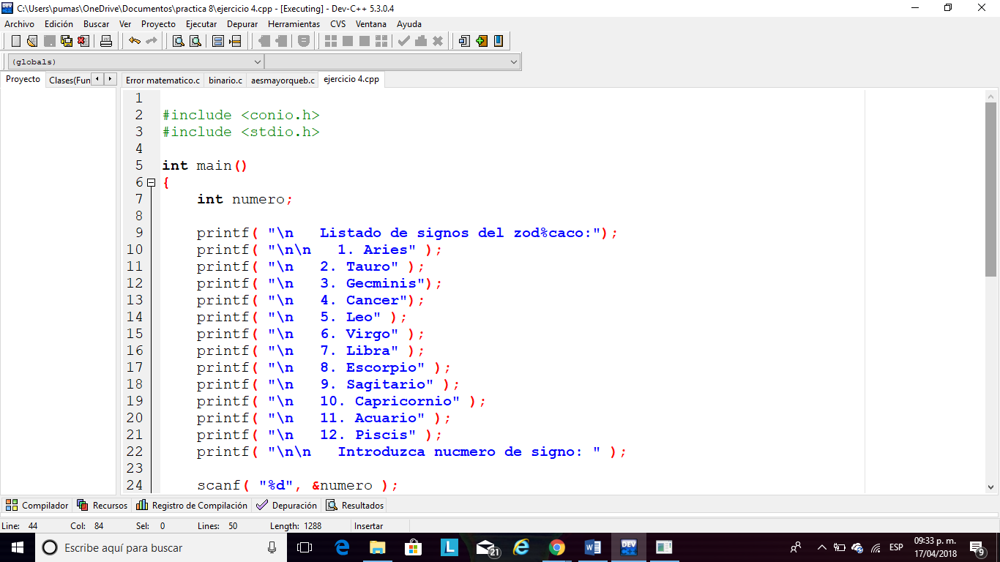 C:\Users\pumas\OneDrive\Documentos\practica 8\ejercicio 4.cpp - [Executing] - Dev-C++ 5.3.0.4
Archivo Edición Buscar Ver Proyecto Ejecutar Depurar Herramientas CVS Ventana Ayuda
(globals)
Proyecto Clases(Fun Error matematico.c binario.c aesmayorqueb.c ejercicio 4.cpp
1
2 #include <conio.h>
3 #include <stdio.h>
4
5 int main()
6 {
7 int numero;
8
9 printf( "\n   Listado de signos del zod%caco:");
10 printf( "\n\n   1. Aries" );
11 printf( "\n   2. Tauro" );
12 printf( "\n   3. Gecminis");
13 printf( "\n   4. Cancer");
14 printf( "\n   5. Leo" );
15 printf( "\n   6. Virgo" );
16 printf( "\n   7. Libra" );
17 printf( "\n   8. Escorpio" );
18 printf( "\n   9. Sagitario" );
19 printf( "\n   10. Capricornio" );
20 printf( "\n   11. Acuario" );
21 printf( "\n   12. Piscis" );
22 printf( "\n\n   Introduzca nucmero de signo: " );
23
24 scanf( "%d", &numero );
Compilador Recursos Registro de Compilación Depuración Resultados
Line: 44 Col: 84 Sel: 0 Lines: 50 Length: 1288 Insertar
Escribe aquí para buscar L 21 W DEV ESP 09:33 p. m.
17/04/2018 9